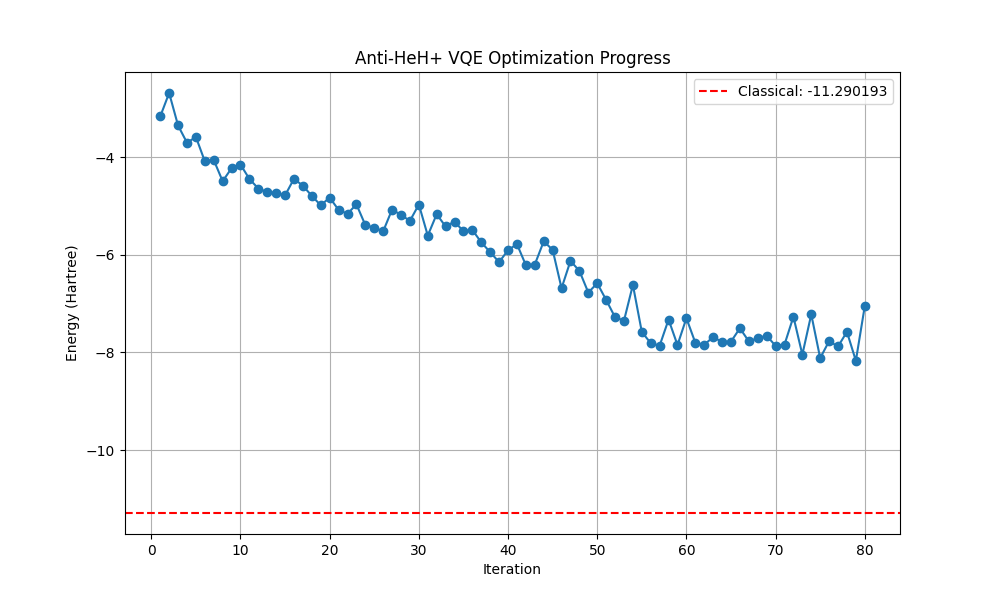 Anti-HeH+ VQE Optimization Progress
Classical: -11.290193
−4
−6
−8
−10
Energy (Hartree)
0 10 20 30 40 50 60 70 80
Iteration